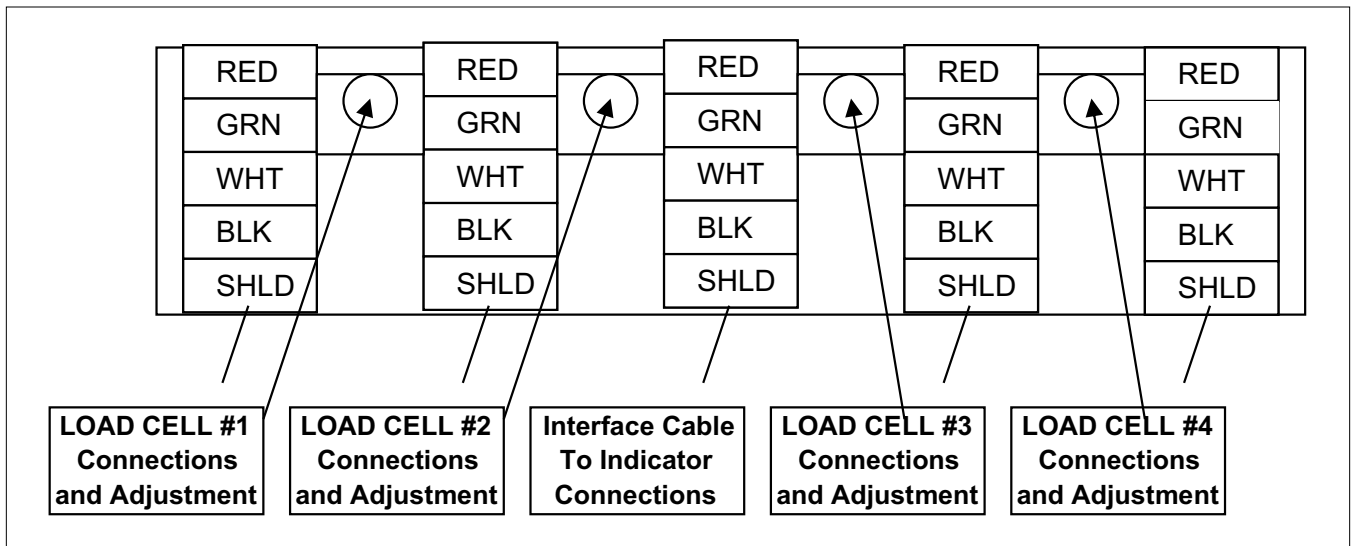 RED
GRN
WHT
BLK
SHLD
RED
GRN
WHT
BLK
SHLD
RED
GRN
WHT
BLK
SHLD
RED
GRN
WHT
BLK
SHLD
RED
GRN
WHT
BLK
SHLD
LOAD CELL #1
Connections
and Adjustment
LOAD CELL #2
Connections
and Adjustment
Interface Cable
To Indicator
Connections
LOAD CELL #3
Connections
and Adjustment
LOAD CELL #4
Connections
and Adjustment